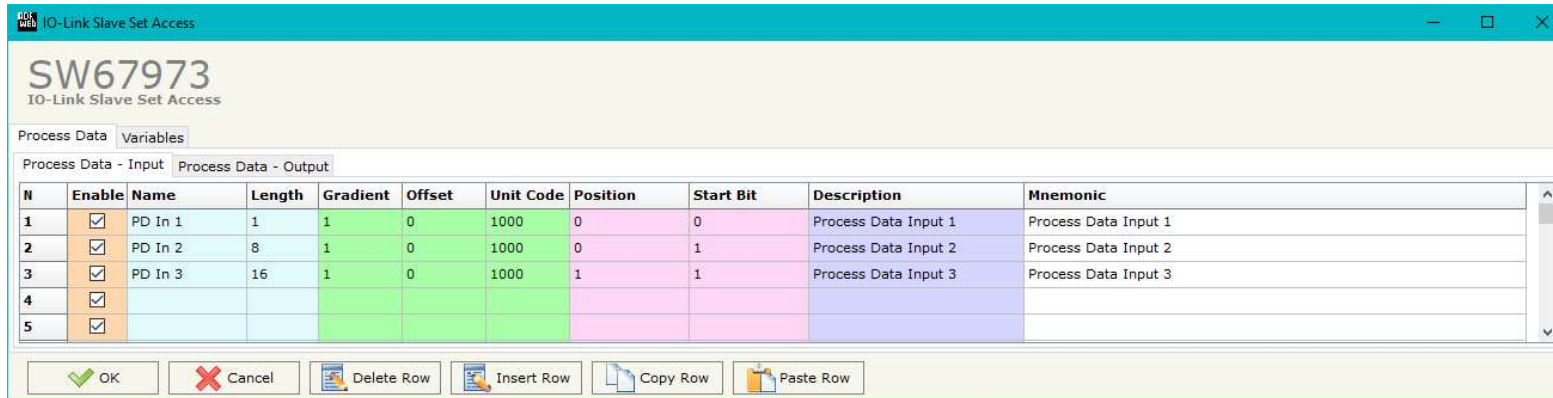 ADF WEB IO-Link Slave Set Access
SW67973
IO-Link Slave Set Access
Process Data Variables
Process Data - Input Process Data - Output
N Enable Name Length Gradient Offset Unit Code Position Start Bit Description Mnemonic
1 PD In 1 1 1 0 1000 0 0 Process Data Input 1 Process Data Input 1
2 PD In 2 8 1 0 1000 0 1 Process Data Input 2 Process Data Input 2
3 PD In 3 16 1 0 1000 1 1 Process Data Input 3 Process Data Input 3
4
5
OK Cancel Delete Row Insert Row Copy Row Paste Row